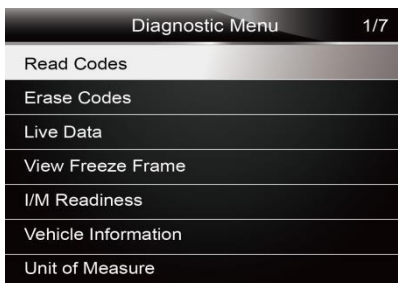 Diagnostic Menu 1/7
Read Codes
Erase Codes
Live Data
View Freeze Frame
I/M Readiness
Vehicle Information
Unit of Measure